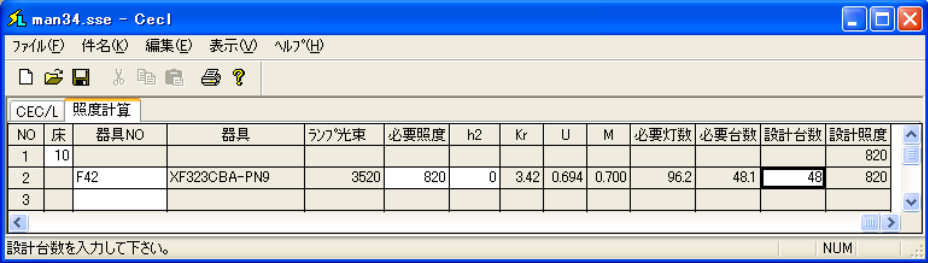 man34.sse - Cecl
ﾌｧｲﾙ(F) 件名(K) 編集(E) 表示(V) ﾍﾙﾌﾟ(H)
CEC/L 照度計算
NO 床 器具NO 器具 ﾗﾝﾌﾟ光束 必要照度 h2 Kr U M 必要灯数 必要台数 設計台数 設計照度
1 10 820
2 F42 XF323CBA-PN9 3520 820 0 3.42 0.694 0.700 96.2 48.1 48 820
3
設計台数を入力して下さい。 NUM